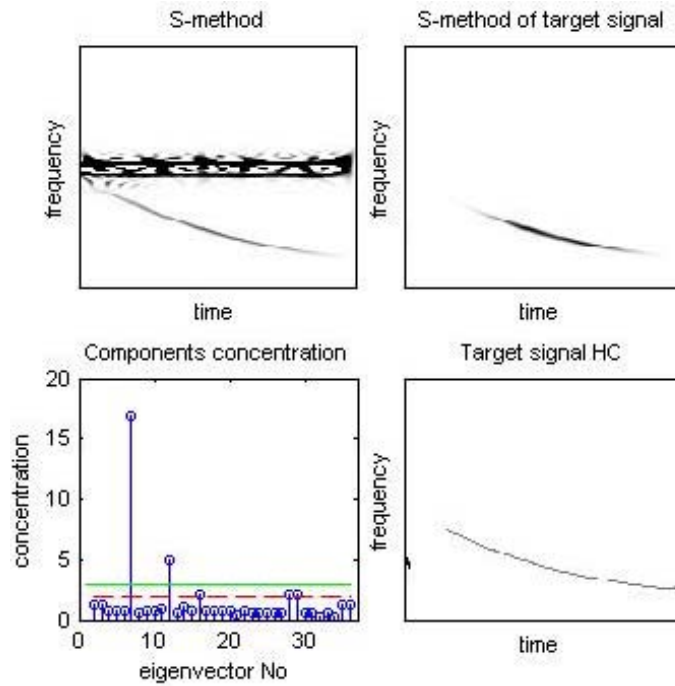 S-method
frequency
time
S-method of target signal
frequency
time
Components concentration
20
15
10
5
0
concentration
0 10 20 30
eigenvector No
Target signal HC
frequency
time